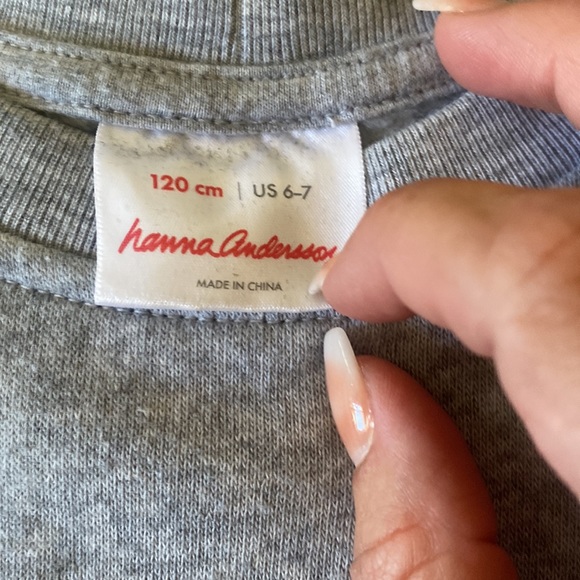 120 cm | US 6–7
hanna Andersson
MADE IN CHINA